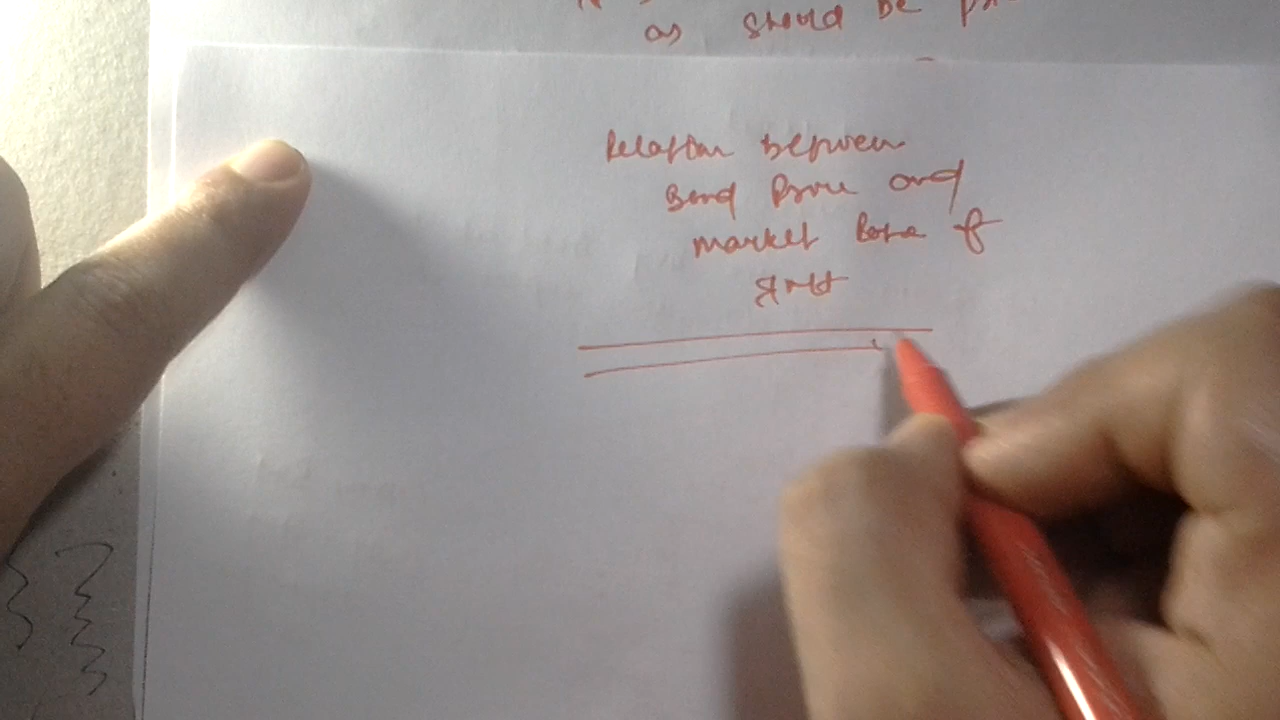 as should be
Relation between
Bond Price and
market Rate of